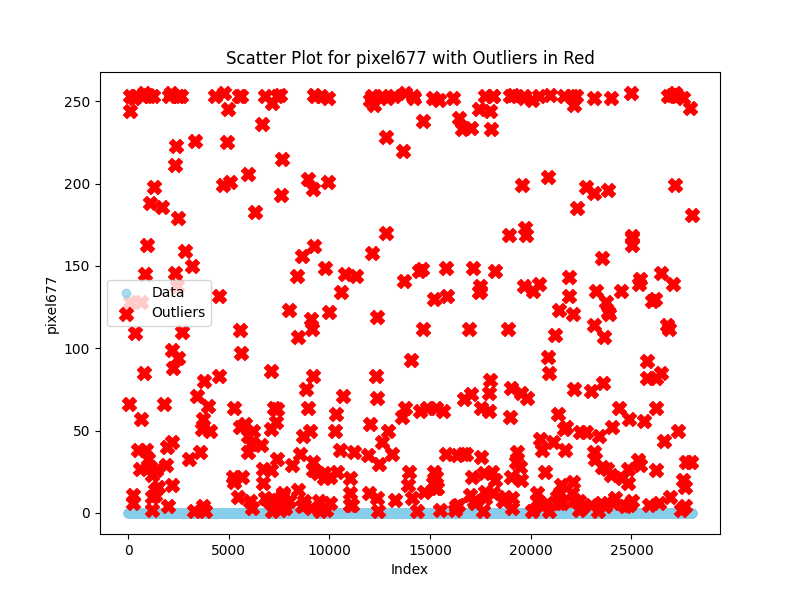 Scatter Plot for pixel677 with Outliers in Red
250
200
150
100
50
0
pixel677
Data
Outliers
0
5000
10000
15000
20000
25000
Index